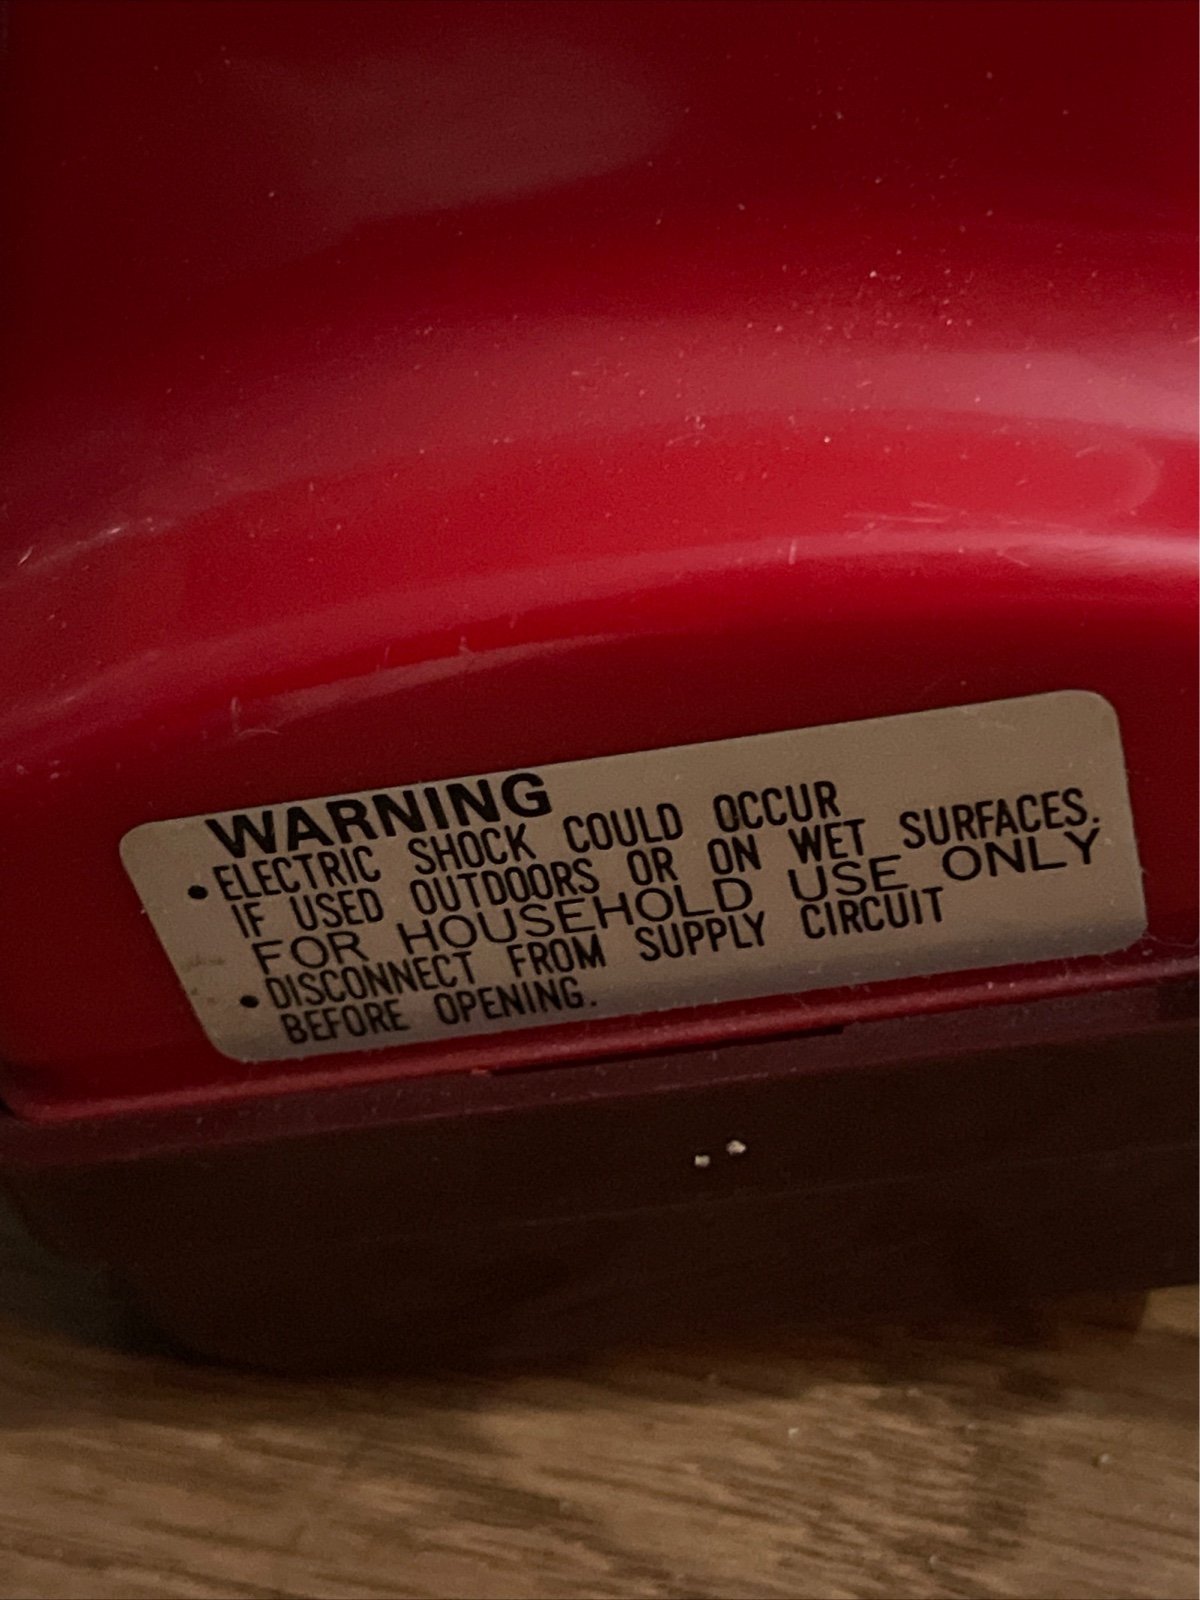 WARNING
• ELECTRIC SHOCK COULD OCCUR
IF USED OUTDOORS OR ON WET SURFACES.
FOR HOUSEHOLD USE ONLY
• DISCONNECT FROM SUPPLY CIRCUIT
BEFORE OPENING.